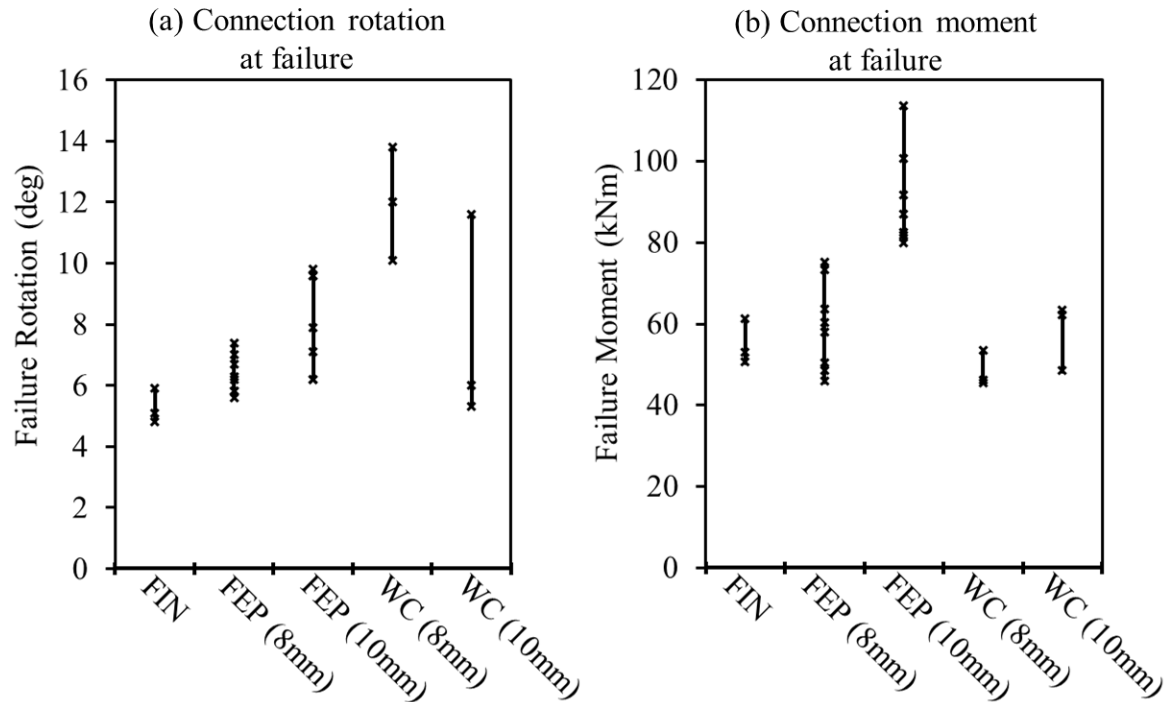 (a) Connection rotation
at failure
Failure Rotation (deg)
16
14
12
10
8
6
4
2
0
FIN
FEP (8mm)
FEP (10mm)
WC (8mm)
WC (10mm)
(b) Connection moment
at failure
Failure Moment (kNm)
120
100
80
60
40
20
0
FIN
FEP (8mm)
FEP (10mm)
WC (8mm)
WC (10mm)